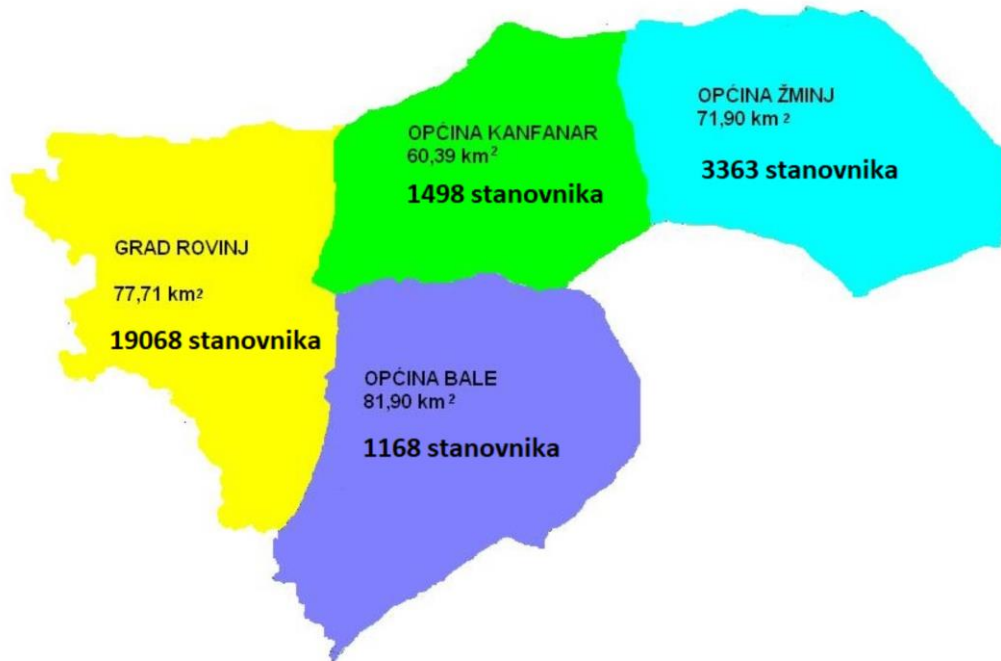 OPĆINA ŽMINJ
71,90 km²
3363 stanovnika
OPĆINA KANFANAR
60,39 km²
1498 stanovnika
GRAD ROVINJ
77,71 km²
19068 stanovnika
OPĆINA BALE
81,90 km²
1168 stanovnika